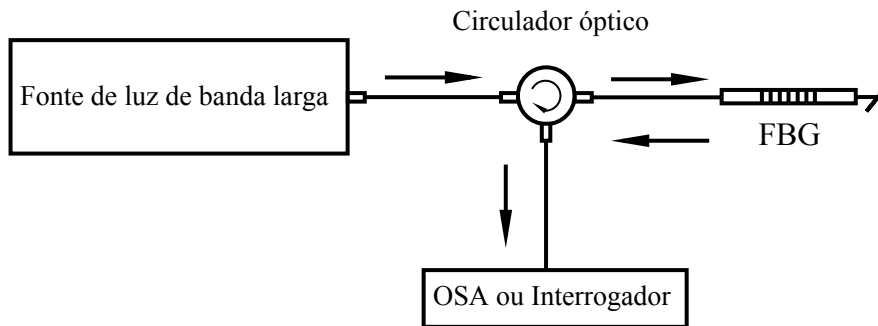 Circulador óptico
Fonte de luz de banda larga
FBG
OSA ou Interrogador